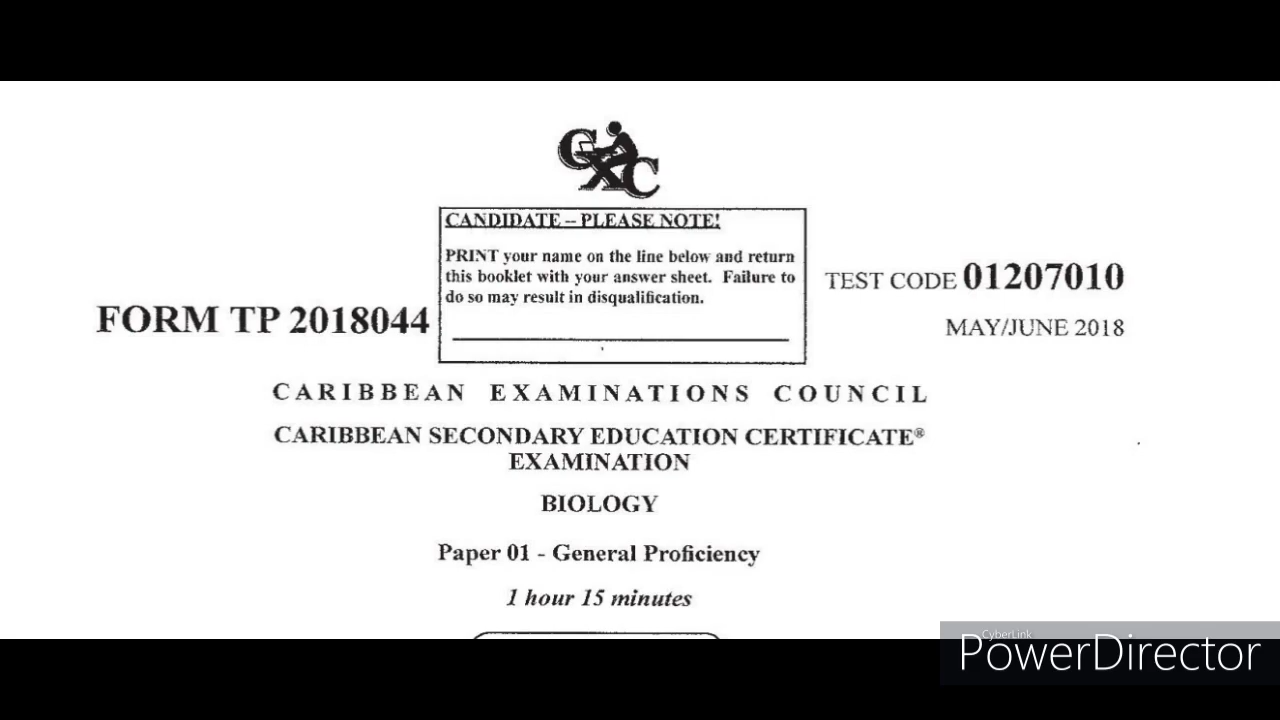 CXC
CANDIDATE – PLEASE NOTE!
PRINT your name on the line below and return
this booklet with your answer sheet. Failure to
do so may result in disqualification.
FORM TP 2018044
TEST CODE 01207010
MAY/JUNE 2018
CARIBBEAN EXAMINATIONS COUNCIL
CARIBBEAN SECONDARY EDUCATION CERTIFICATE®
EXAMINATION
BIOLOGY
Paper 01 - General Proficiency
1 hour 15 minutes
CyberLink
PowerDirector